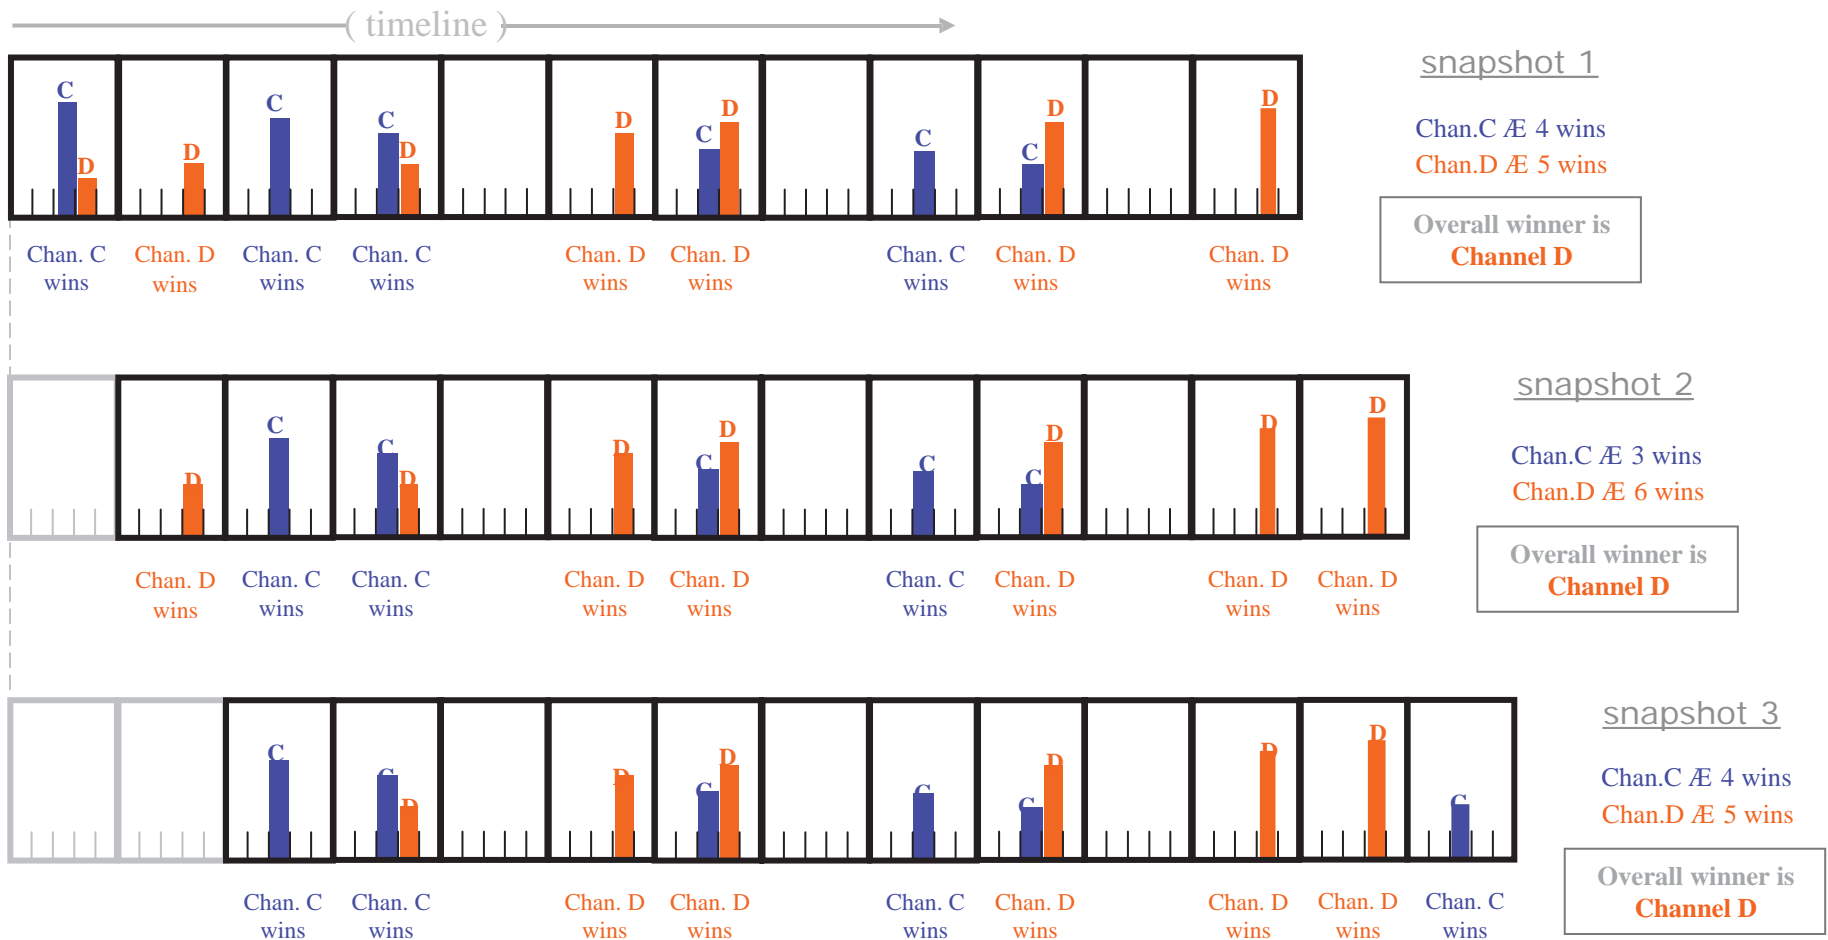 ( timeline )
snapshot 1
C
D
D
C
C
D
D
C
D
C
C
D
D
Chan.C Æ 4 wins
Chan.D Æ 5 wins
Overall winner is
Channel D
Chan. C
wins
Chan. D
wins
Chan. C
wins
Chan. C
wins
Chan. D
wins
Chan. D
wins
Chan. C
wins
Chan. D
wins
Chan. D
wins
snapshot 2
D
C
C
D
D
C
D
C
C
D
D
D
Chan.C Æ 3 wins
Chan.D Æ 6 wins
Overall winner is
Channel D
Chan. D
wins
Chan. C
wins
Chan. C
wins
Chan. D
wins
Chan. D
wins
Chan. C
wins
Chan. D
wins
Chan. D
wins
Chan. D
wins
snapshot 3
C
C
D
D
C
D
C
C
D
D
D
C
Chan.C Æ 4 wins
Chan.D Æ 5 wins
Overall winner is
Channel D
Chan. C
wins
Chan. C
wins
Chan. D
wins
Chan. D
wins
Chan. C
wins
Chan. D
wins
Chan. D
wins
Chan. D
wins
Chan. C
wins